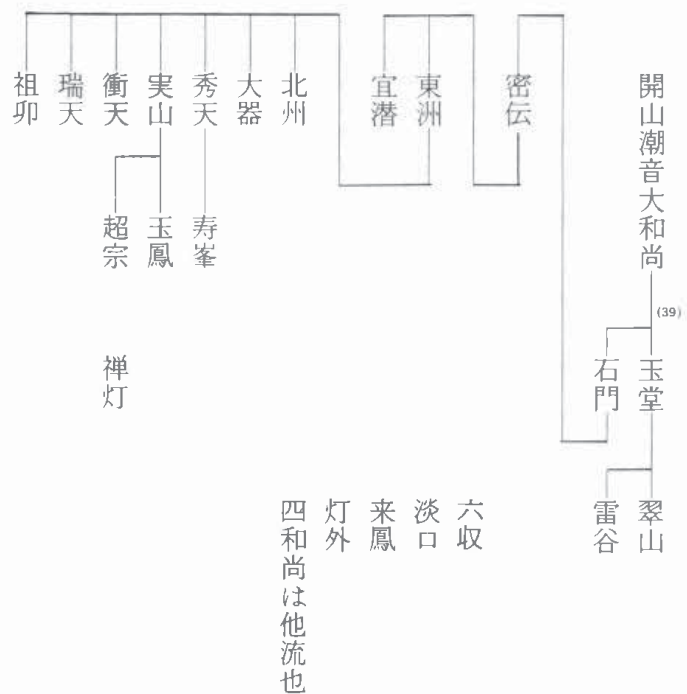 開山潮音大和尚
(39)
玉堂
石門
翠山
雷谷
密伝
東洲
宜潜
北州
大器
秀天
実山
衝天
瑞天
祖卯
寿峯
玉鳳
超宗
禅灯
六収
淡口
来鳳
灯外
四和尚は他流也